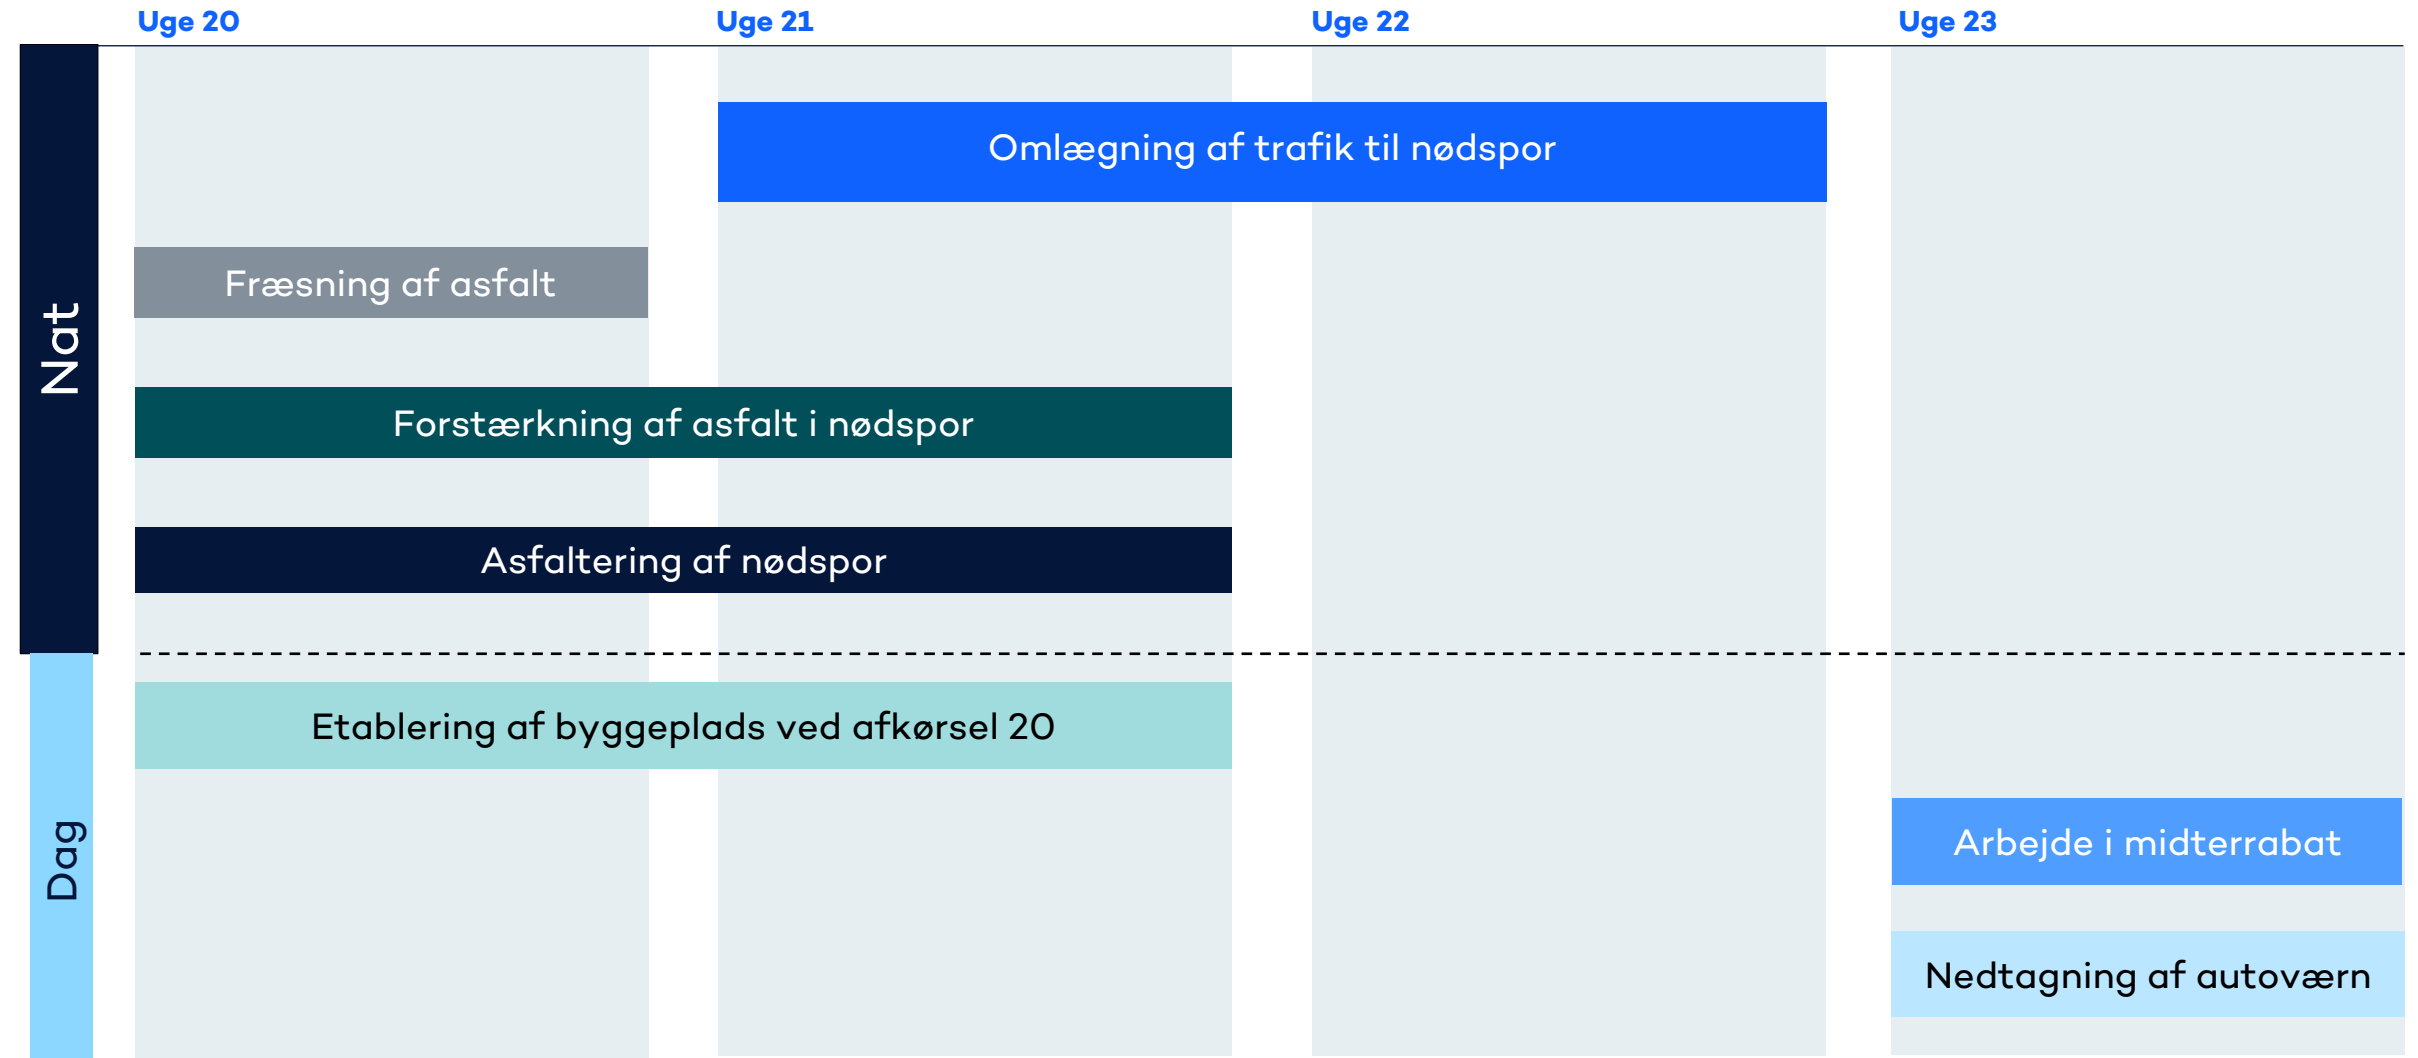 Uge 20
Uge 21
Uge 22
Uge 23
Nat
Omlægning af trafik til nødspor
Fræsning af asfalt
Forstærkning af asfalt i nødspor
Asfaltering af nødspor
Dag
Etablering af byggeplads ved afkørsel 20
Arbejde i midterrabat
Nedtagning af autoværn